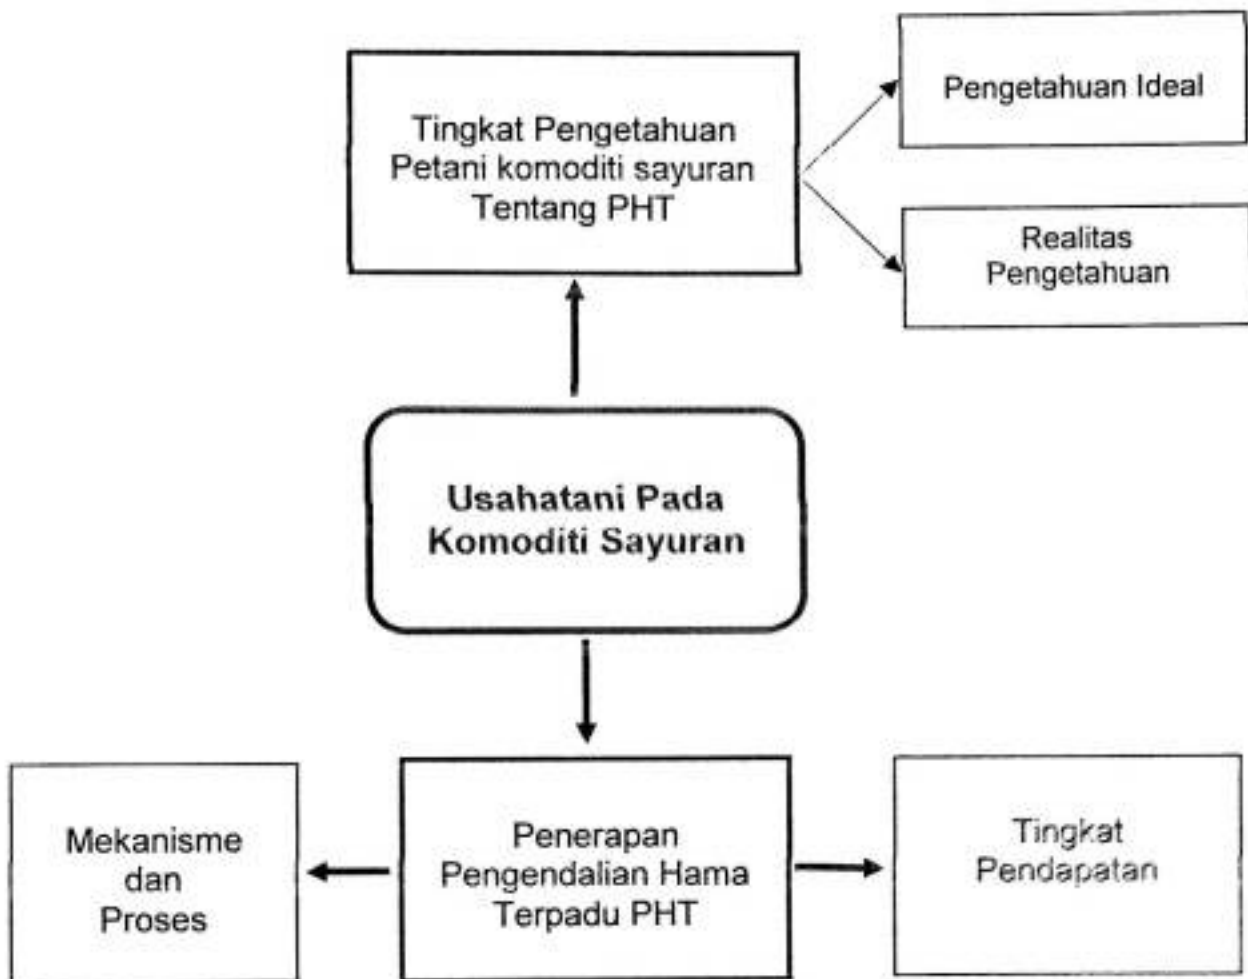 Pengetahuan Ideal
Tingkat Pengetahuan
Petani komoditi sayuran
Tentang PHT
Realitas
Pengetahuan
Usahatani Pada
Komoditi Sayuran
Mekanisme
dan
Proses
Penerapan
Pengendalian Hama
Terpadu PHT
Tingkat
Pendapatan